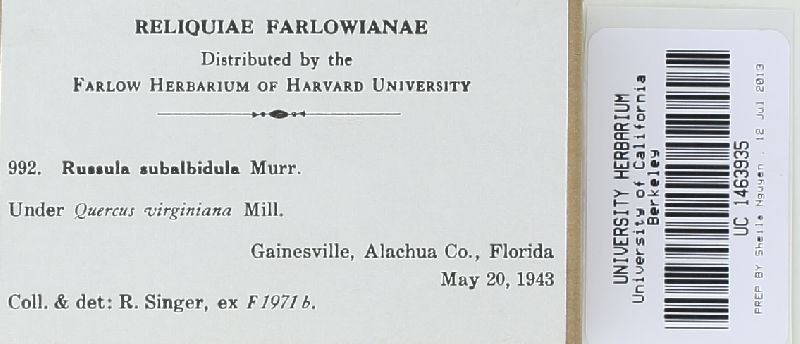 RELIQUIAE FARLOWIANAE
Distributed by the
FARLOW HERBARIUM OF HARVARD UNIVERSITY
992. Russula subalbidula Murr.
Under Quercus virginiana Mill.
Gainesville, Alachua Co., Florida
May 20, 1943
Coll. & det: R. Singer, ex F 1971 b.
UNIVERSITY HERBARIUM
University of California
Berkeley
UC 1463935
PREP BY Sheila Nguyen , 12 Jul 2013